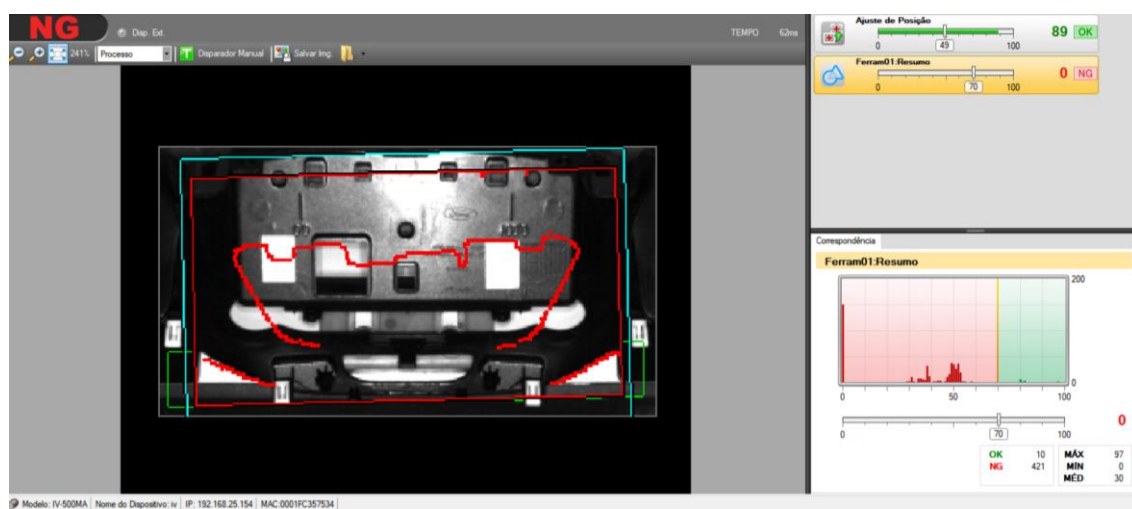 NG Disp. Ext. TEMPO 62ms
241% Processo Disparador Manual Salvar Img.
Ajuste de Posição
89 OK
0 49 100
Ferram01:Resumo
0 NG
0 70 100
Ford
Correspondência
Ferram01:Resumo
200
0
0 50 100
0
0 70 100
OK 10 MÁX 97
NG 421 MÍN 0
MÉD 30
Modelo: IV-500MA Nome do Dispositivo: iv IP: 192.168.25.154 MAC:0001FC357534